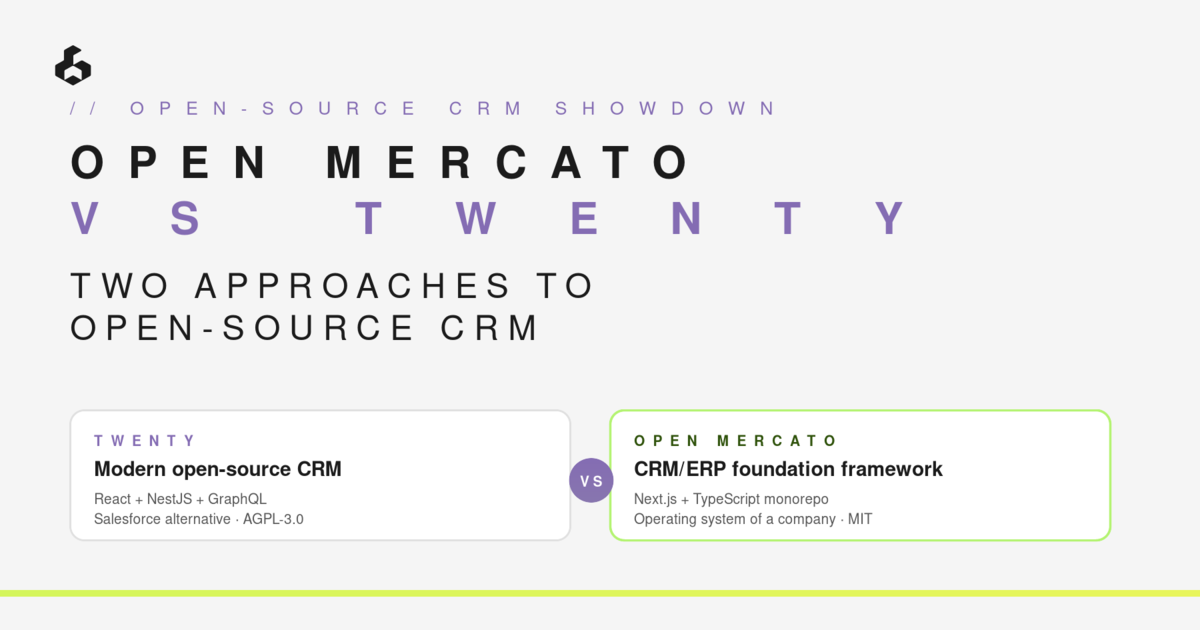 // OPEN-SOURCE CRM SHOWDOWN
OPEN MERCATO
VS TWENTY
TWO APPROACHES TO
OPEN-SOURCE CRM
TWENTY
Modern open-source CRM
React + NestJS + GraphQL
Salesforce alternative · AGPL-3.0
VS
OPEN MERCATO
CRM/ERP foundation framework
Next.js + TypeScript monorepo
Operating system of a company · MIT